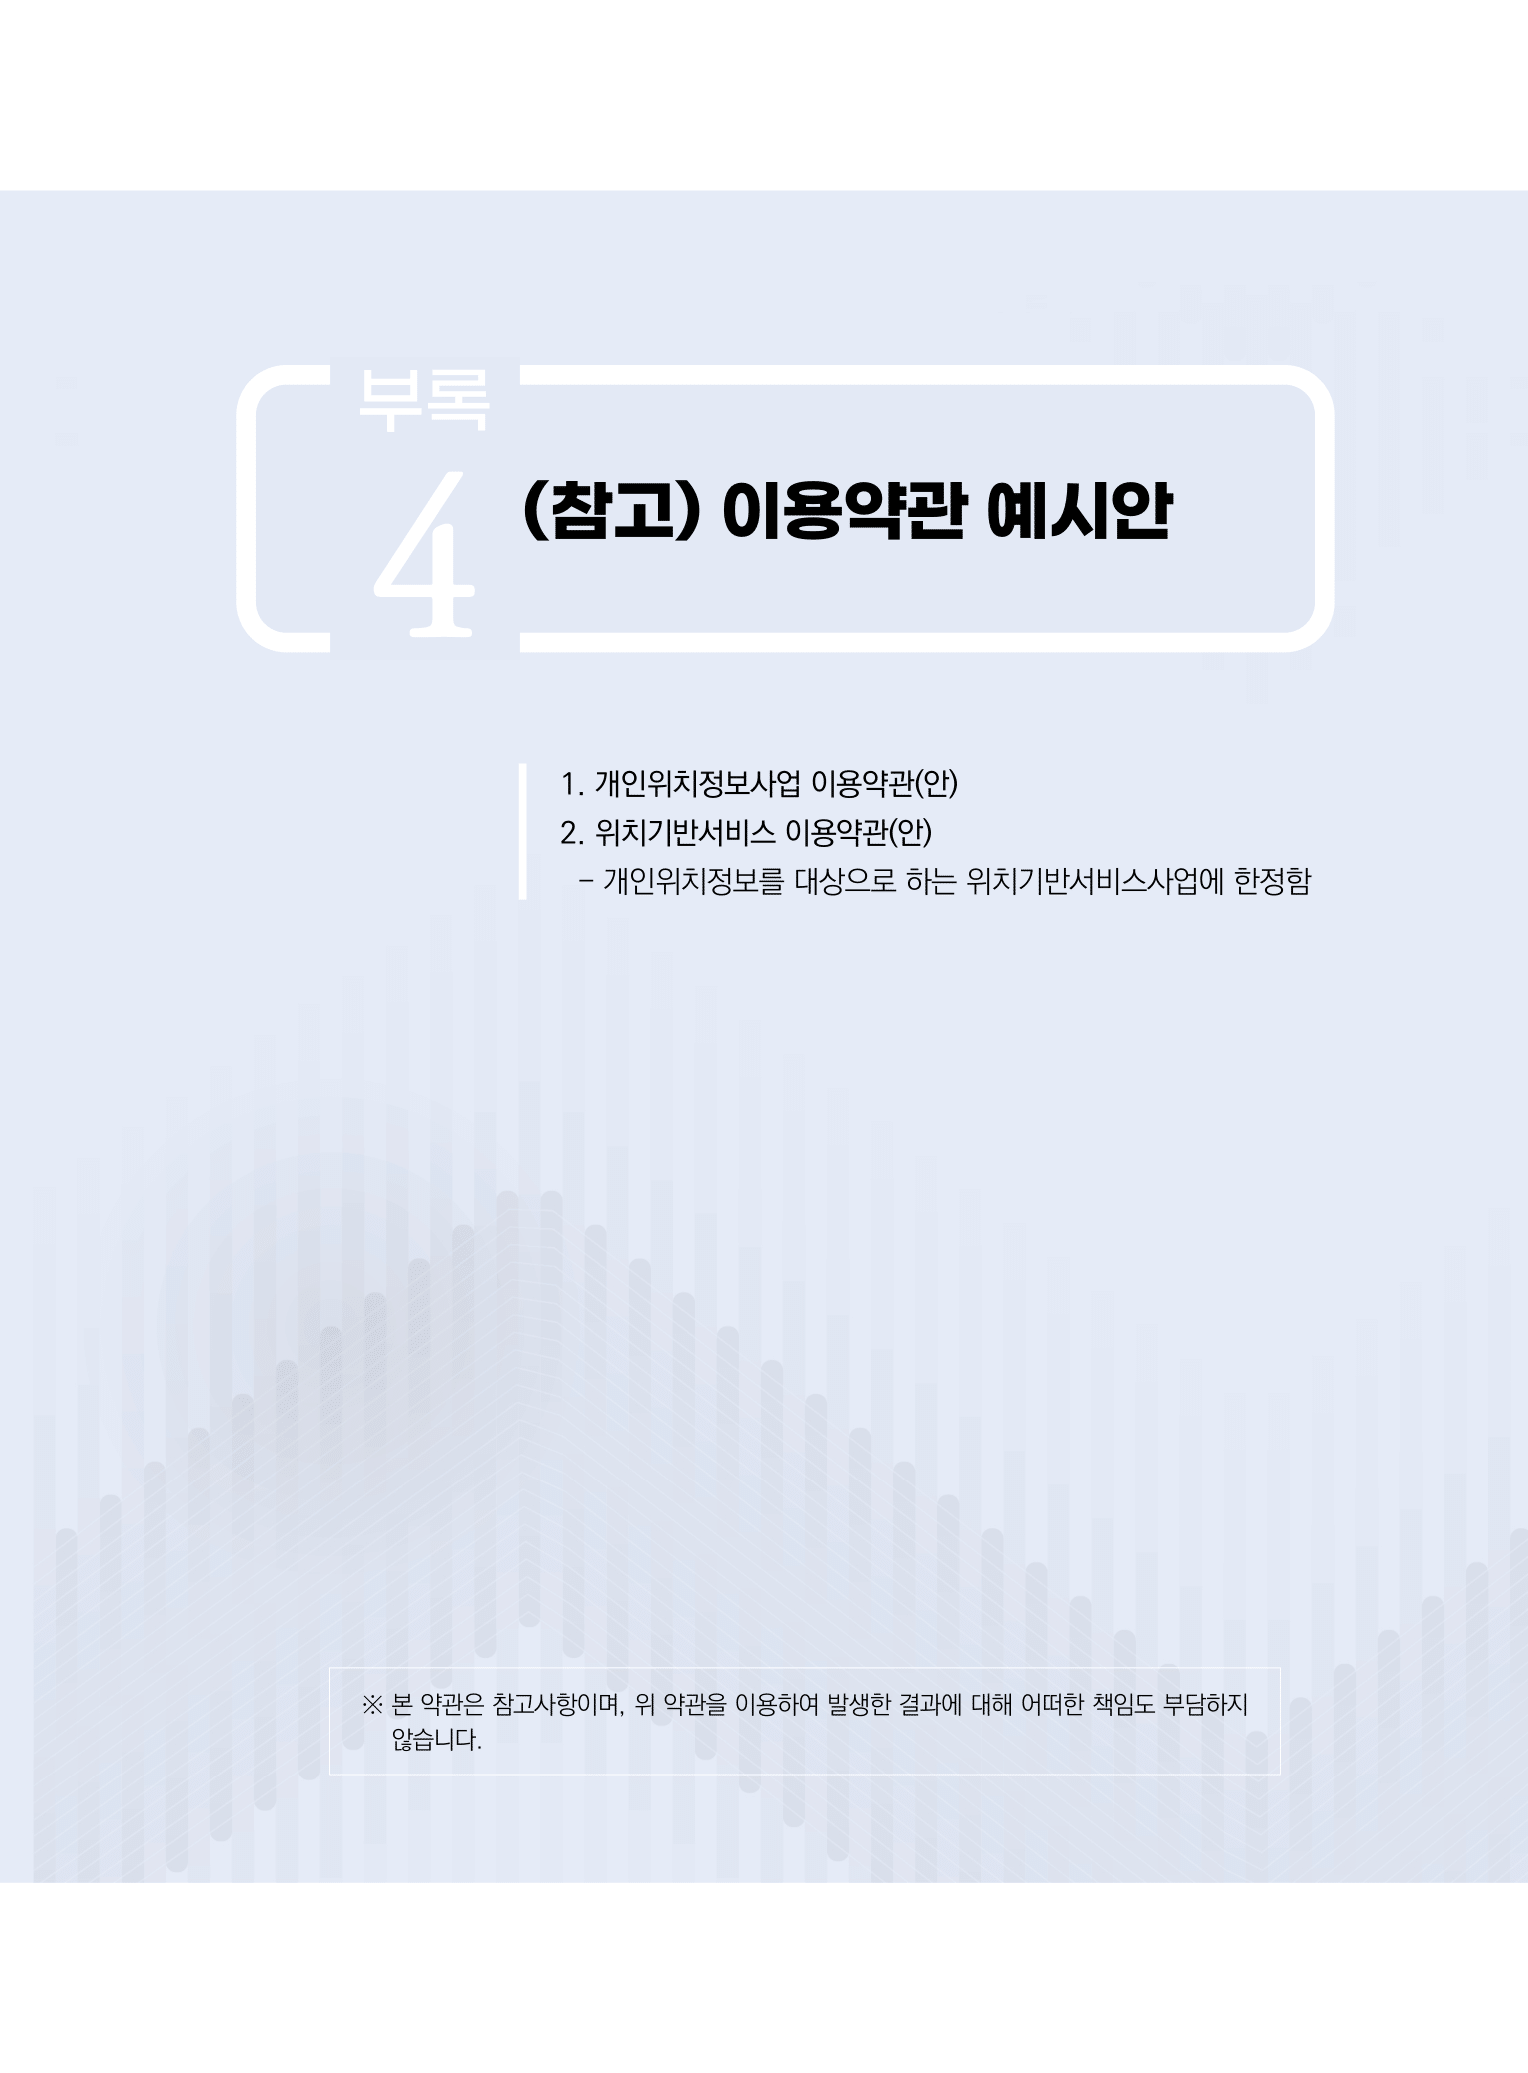 부록
4
(참고) 이용약관 예시안
1. 개인위치정보사업 이용약관(안)
2. 위치기반서비스 이용약관(안)
– 개인위치정보를 대상으로 하는 위치기반서비스사업에 한정함
※ 본 약관은 참고사항이며, 위 약관을 이용하여 발생한 결과에 대해 어떠한 책임도 부담하지
않습니다.